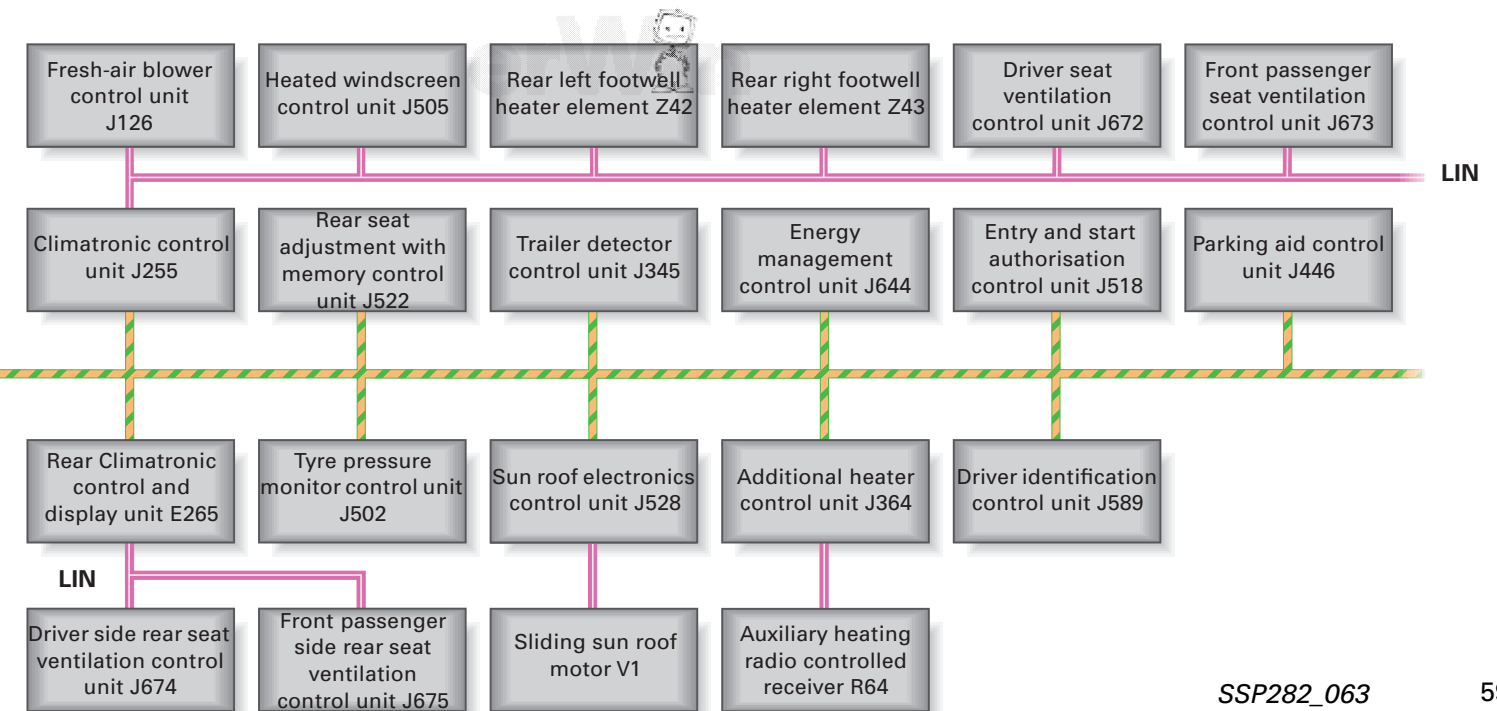 Fresh-air blower
control unit
J126
Heated windscreen
control unit J505
Rear left footwell
heater element Z42
Rear right footwell
heater element Z43
Driver seat
ventilation
control unit J672
Front passenger
seat ventilation
control unit J673
LIN
Climatronic control
unit J255
Rear seat
adjustment with
memory control
unit J522
Trailer detector
control unit J345
Energy
management
control unit J644
Entry and start
authorisation
control unit J518
Parking aid control
unit J446
Rear Climatronic
control and
display unit E265
Tyre pressure
monitor control unit
J502
Sun roof electronics
control unit J528
Additional heater
control unit J364
Driver identification
control unit J589
LIN
Driver side rear seat
ventilation control
unit J674
Front passenger
side rear seat
ventilation
control unit J675
Sliding sun roof
motor V1
Auxiliary heating
radio controlled
receiver R64
SSP282_063